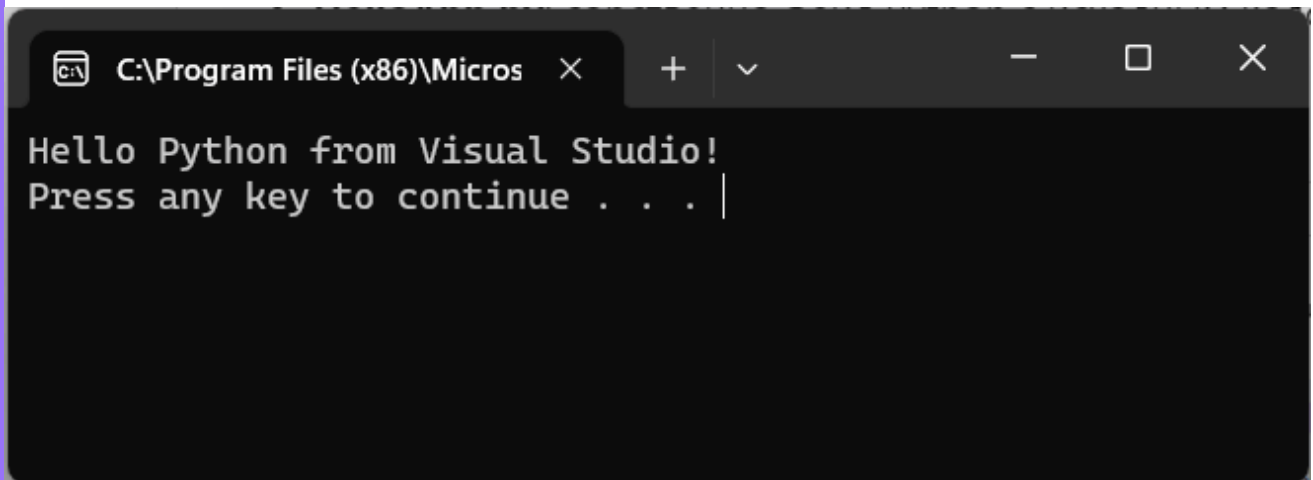 C:\Program Files (x86)\Micros
Hello Python from Visual Studio!
Press any key to continue . . .